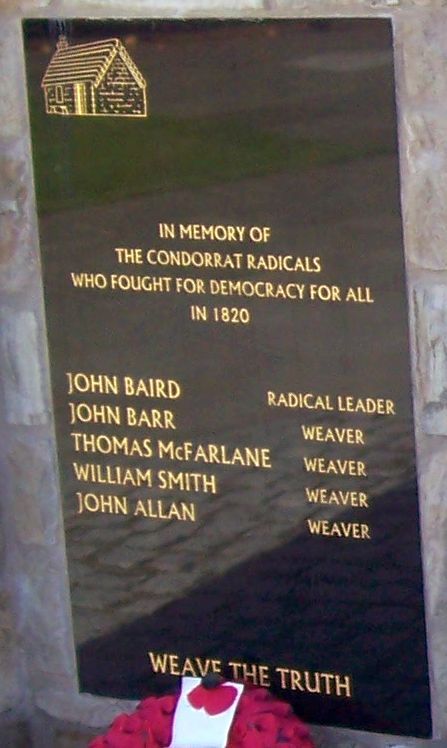 IN MEMORY OF
THE CONDORRAT RADICALS
WHO FOUGHT FOR DEMOCRACY FOR ALL
IN 1820
JOHN BAIRD RADICAL LEADER
JOHN BARR WEAVER
THOMAS McFARLANE WEAVER
WILLIAM SMITH WEAVER
JOHN ALLAN WEAVER
WEAVE THE TRUTH